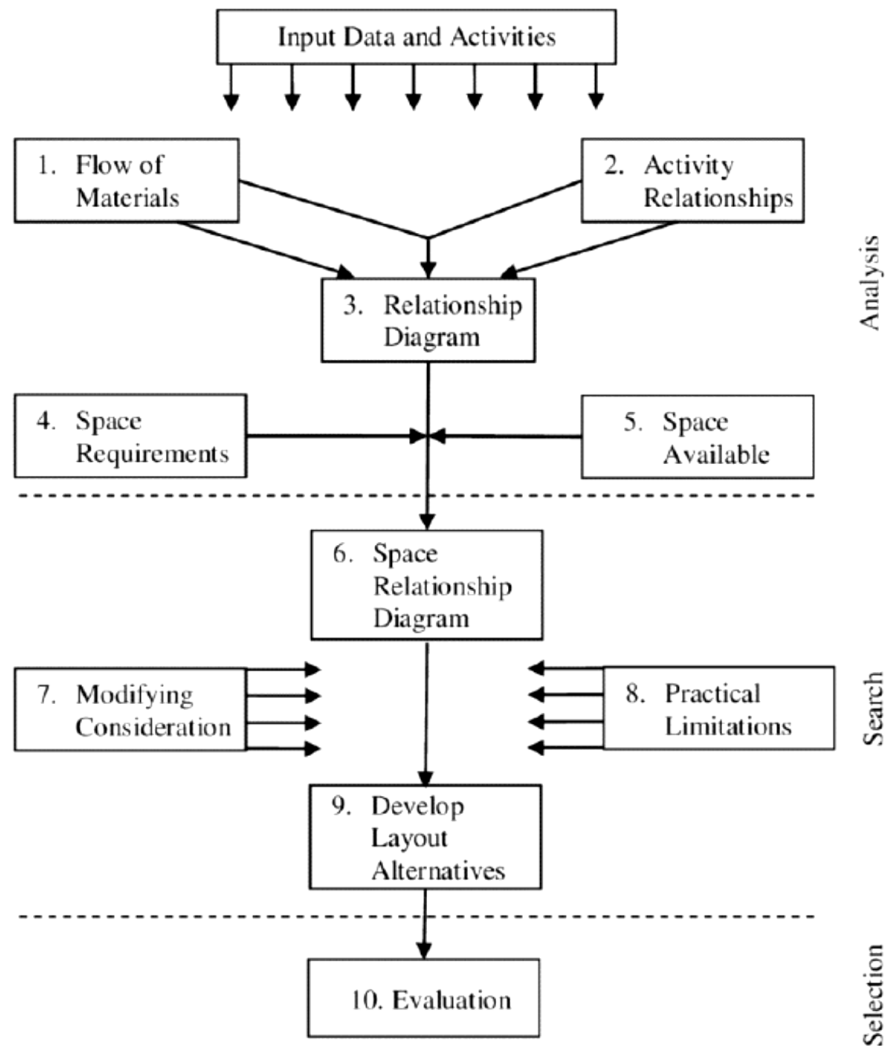 Input Data and Activities
1. Flow of
Materials
2. Activity
Relationships
3. Relationship
Diagram
Analysis
4. Space
Requirements
5. Space
Available
6. Space
Relationship
Diagram
7. Modifying
Consideration
8. Practical
Limitations
Search
9. Develop
Layout
Alternatives
10. Evaluation
Selection